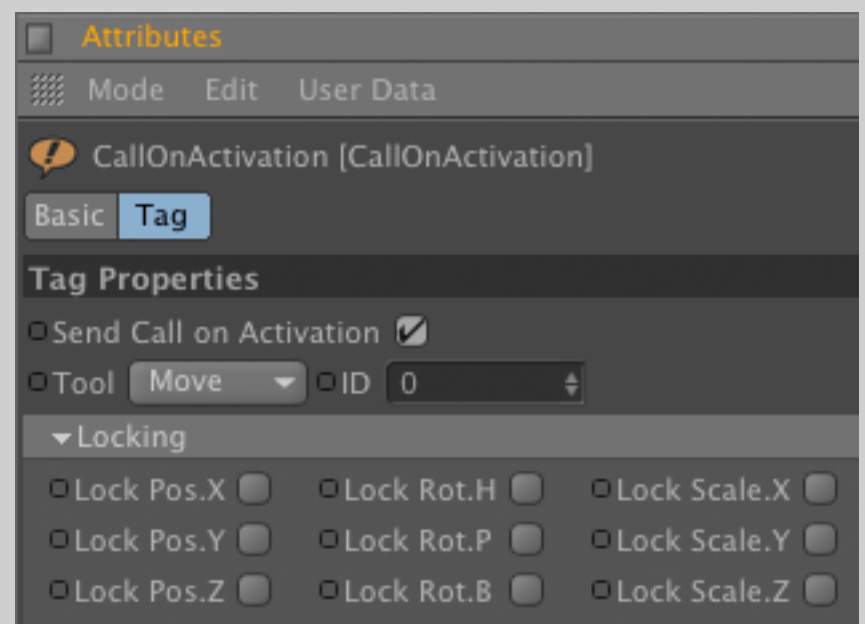 Attributes
Mode Edit User Data
CallOnActivation [CallOnActivation]
Basic Tag
Tag Properties
Send Call on Activation
Tool Move ID 0
Locking
Lock Pos.X Lock Rot.H Lock Scale.X
Lock Pos.Y Lock Rot.P Lock Scale.Y
Lock Pos.Z Lock Rot.B Lock Scale.Z